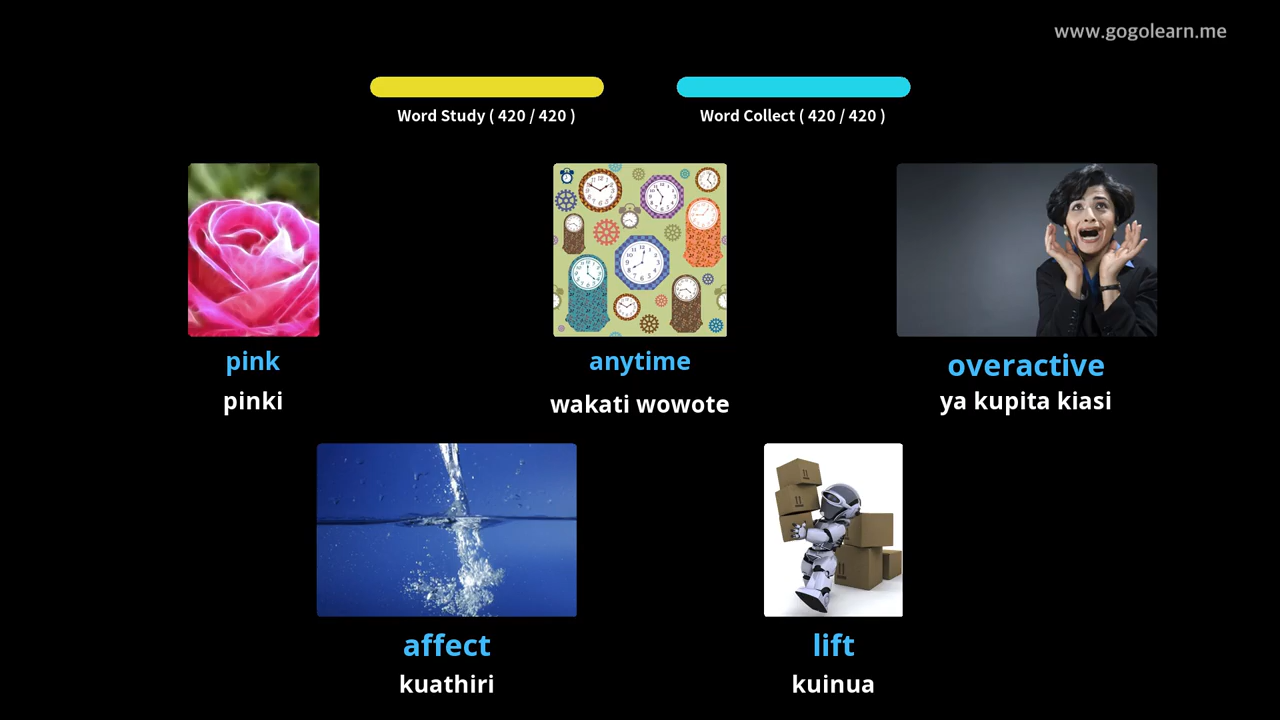 www.gogolearn.me
Word Study ( 420 / 420 )
Word Collect ( 420 / 420 )
pink
pinki
anytime
wakati wowote
overactive
ya kupita kiasi
affect
kuathiri
lift
kuinua